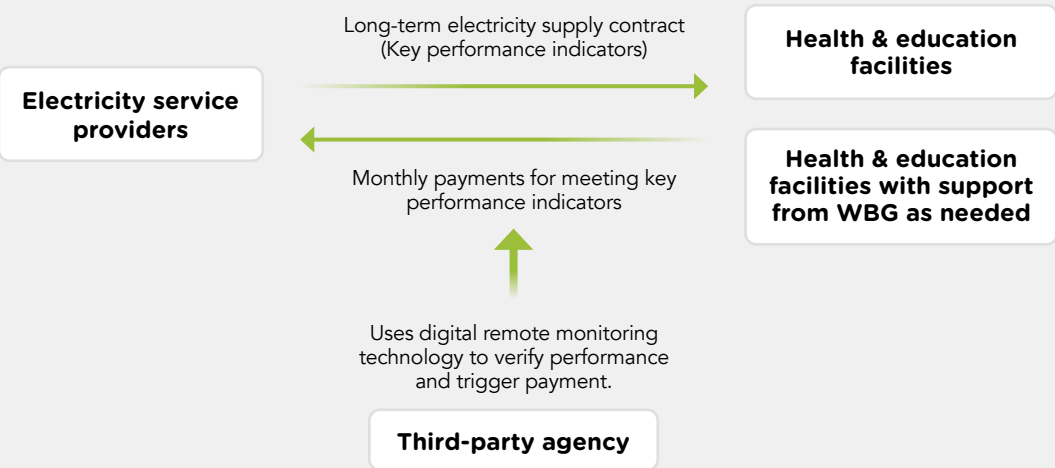 Long-term electricity supply contract
(Key performance indicators)
Health & education
facilities
Electricity service
providers
Monthly payments for meeting key
performance indicators
Health & education
facilities with support
from WBG as needed
Uses digital remote monitoring
technology to verify performance
and trigger payment.
Third-party agency